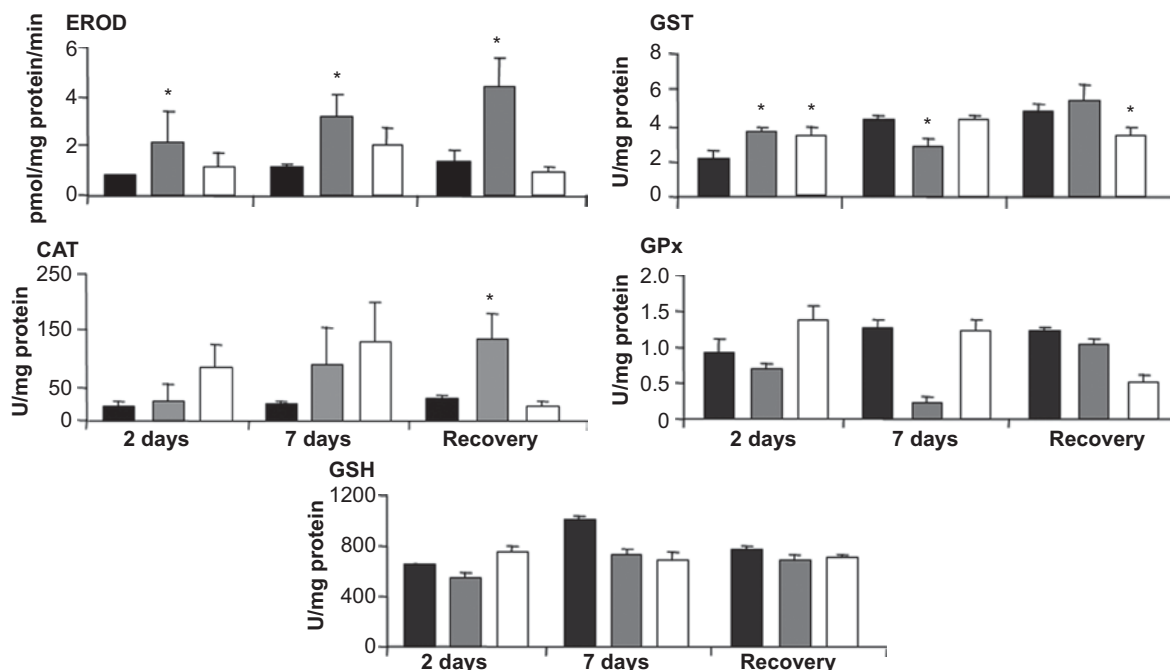 EROD
pmol/mg protein/min
6
4
2
0
*
*
*
GST
U/mg protein
8
6
4
2
0
*
*
*
*
CAT
U/mg protein
250
150
50
0
*
2 days
7 days
Recovery
GPx
U/mg protein
2.0
1.5
1.0
0.5
0
2 days
7 days
Recovery
GSH
U/mg protein
1200
800
400
0
2 days
7 days
Recovery